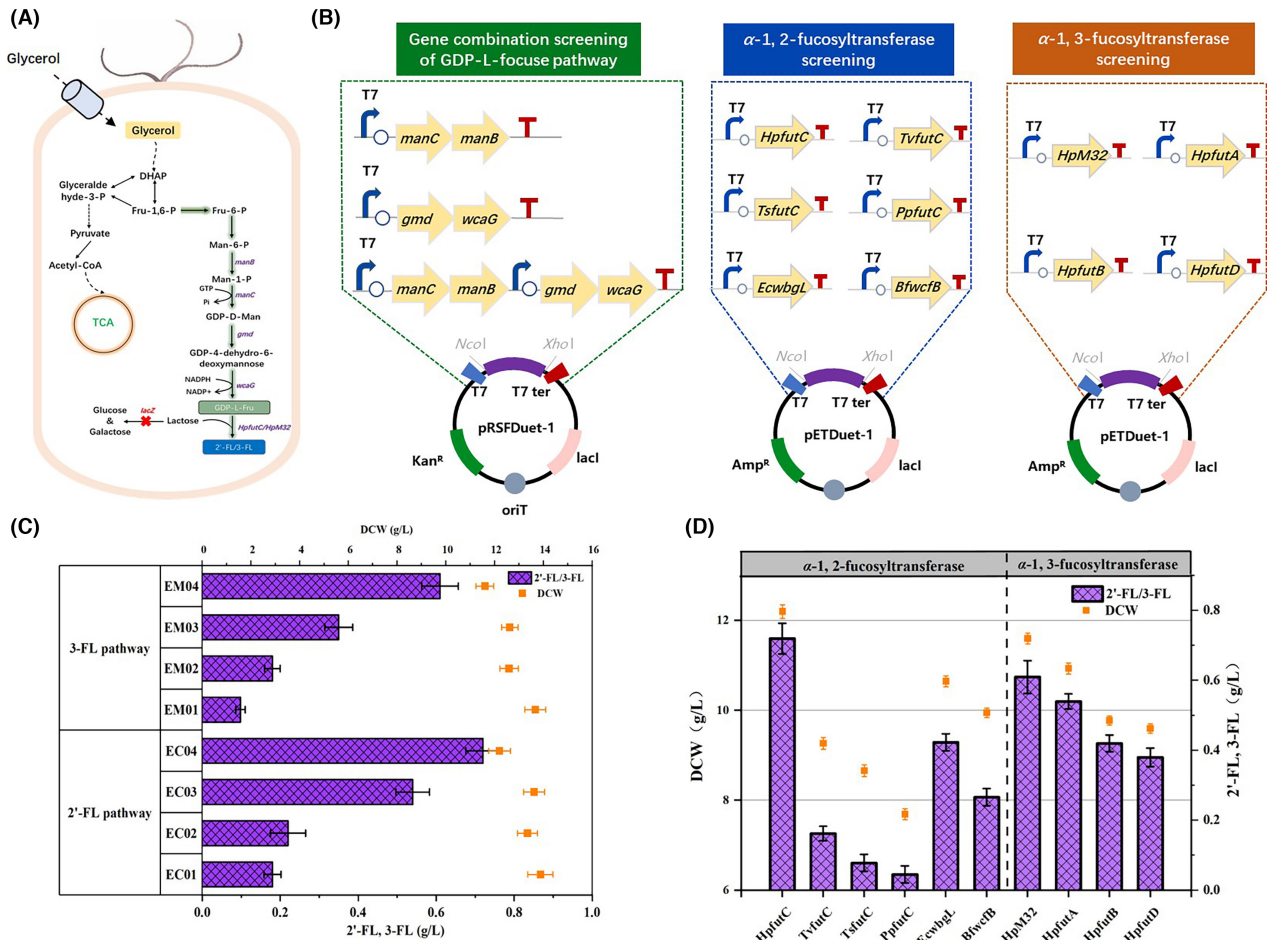 (A)
Glycerol
Glycerol
DHAP
Glyceralde
hyde-3-P
Fru-1,6-P
Fru-6-P
Pyruvate
Man-6-P
manB
Acetyl-CoA
Man-1-P
GTP
manC
Pi
GDP-D-Man
TCA
gmd
GDP-4-dehydro-6-
deoxymannose
NADPH
wcaG
NADP+
GDP-L-Fru
Glucose
&
Galactose
lacZ
Lactose
HpfutC/HpM32
2'-FL/3-FL
(B)
Gene combination screening
of GDP-L-focuse pathway
T7
manC
manB
T7
gmd
wcaG
T7
manC
manB
gmd
wcaG
NcoI
XhoI
T7
T7 ter
pRSFDuet-1
KanR
lacI
oriT
α-1, 2-fucosyltransferase
screening
T7
HpfutC
T7
TvfutC
T7
TsfutC
T7
PpfutC
T7
EcwbgL
T7
BfwcfB
NcoI
XhoI
T7
T7 ter
pETDuet-1
AmpR
lacI
α-1, 3-fucosyltransferase
screening
T7
HpM32
T7
HpfutA
T7
HpfutB
T7
HpfutD
NcoI
XhoI
T7
T7 ter
pETDuet-1
AmpR
lacI
(C)
DCW (g/L)
0 2 4 6 8 10 12 14 16
2'-FL/3-FL
DCW
3-FL pathway
EM04
EM03
EM02
EM01
2'-FL pathway
EC04
EC03
EC02
EC01
0.0 0.2 0.4 0.6 0.8 1.0
2'-FL, 3-FL (g/L)
(D)
α-1, 2-fucosyltransferase
α-1, 3-fucosyltransferase
2'-FL/3-FL
DCW
DCW（g/L）
12
10
8
6
0.8
0.6
0.4
0.2
0.0
2'-FL, 3-FL（g/L）
HpfutC
TvfutC
TsfutC
PpfutC
EcwbgL
BfwcfB
HpM32
HpfutA
HpfutB
HpfutD